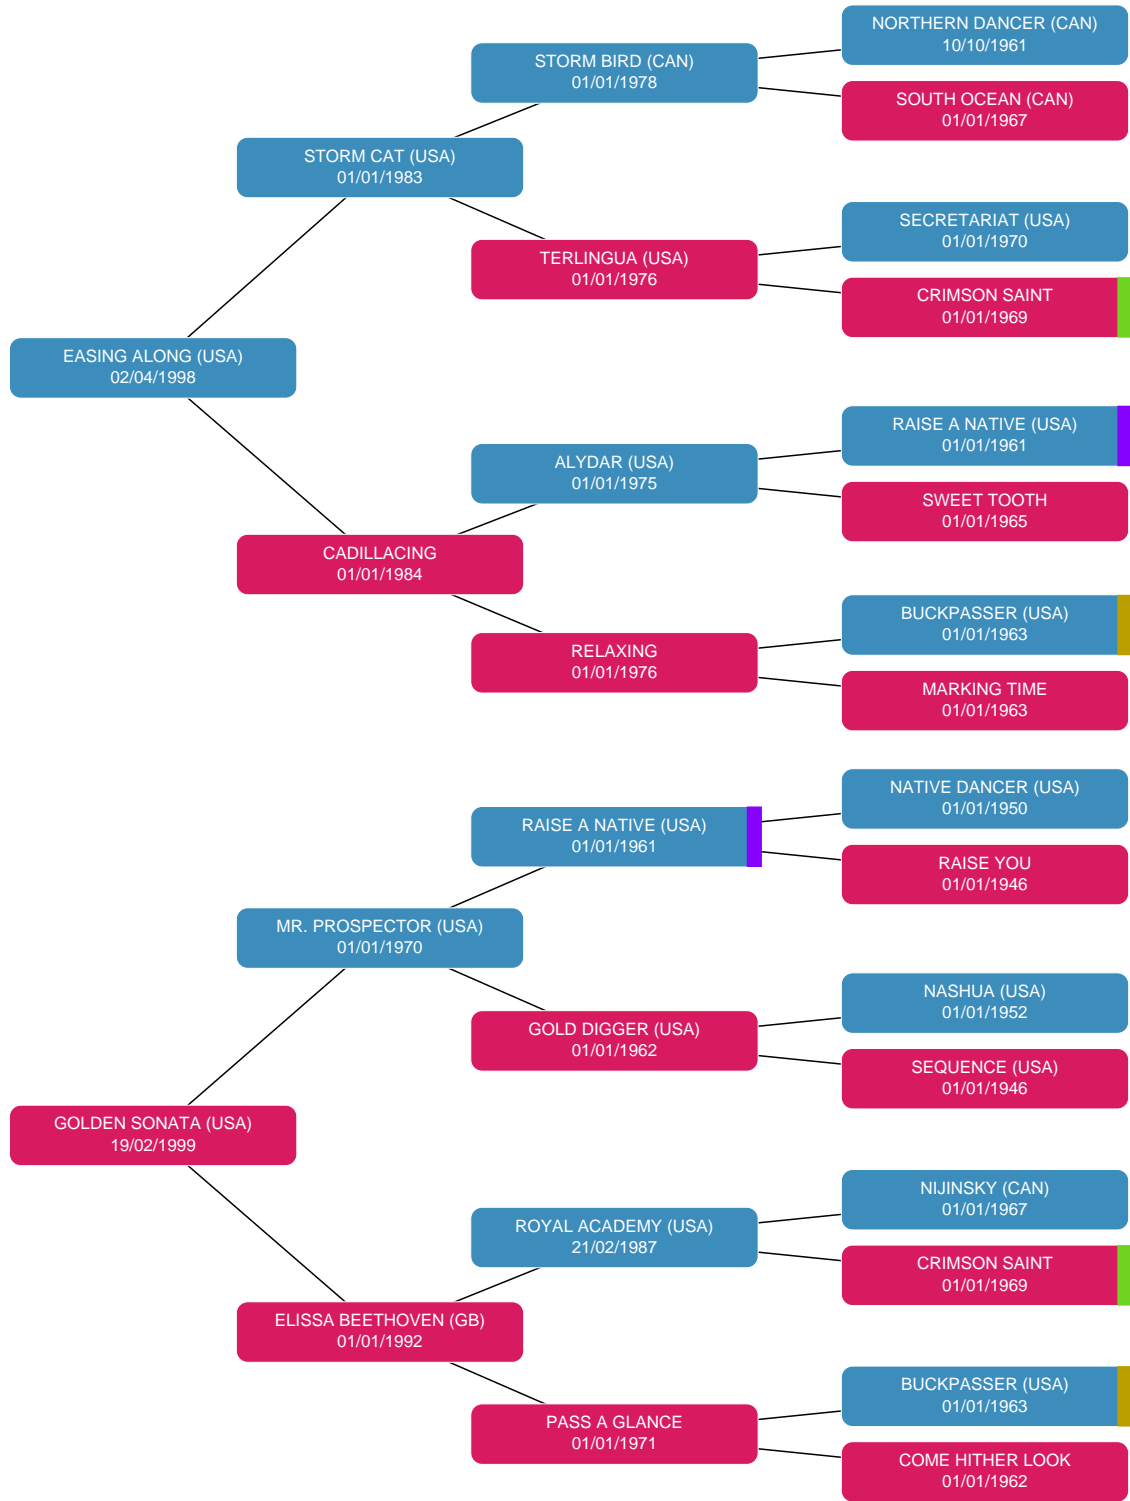 NORTHERN DANCER (CAN)
10/10/1961
STORM BIRD (CAN)
01/01/1978
SOUTH OCEAN (CAN)
01/01/1967
STORM CAT (USA)
01/01/1983
SECRETARIAT (USA)
01/01/1970
TERLINGUA (USA)
01/01/1976
CRIMSON SAINT
01/01/1969
EASING ALONG (USA)
02/04/1998
RAISE A NATIVE (USA)
01/01/1961
ALYDAR (USA)
01/01/1975
SWEET TOOTH
01/01/1965
CADILLACING
01/01/1984
BUCKPASSER (USA)
01/01/1963
RELAXING
01/01/1976
MARKING TIME
01/01/1963
NATIVE DANCER (USA)
01/01/1950
RAISE A NATIVE (USA)
01/01/1961
RAISE YOU
01/01/1946
MR. PROSPECTOR (USA)
01/01/1970
NASHUA (USA)
01/01/1952
GOLD DIGGER (USA)
01/01/1962
SEQUENCE (USA)
01/01/1946
GOLDEN SONATA (USA)
19/02/1999
NIJINSKY (CAN)
01/01/1967
ROYAL ACADEMY (USA)
21/02/1987
CRIMSON SAINT
01/01/1969
ELISSA BEETHOVEN (GB)
01/01/1992
BUCKPASSER (USA)
01/01/1963
PASS A GLANCE
01/01/1971
COME HITHER LOOK
01/01/1962